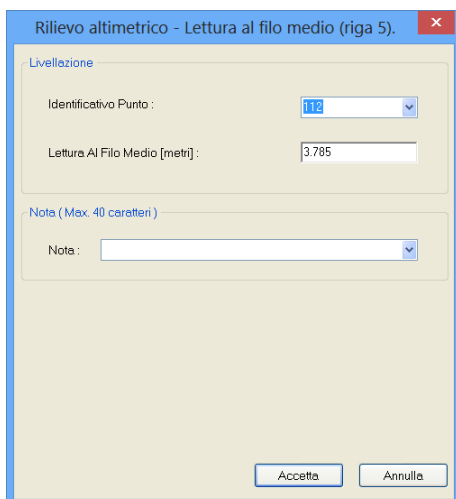 Rilievo altimetrico - Lettura al filo medio (riga 5).
Livellazione
Identificativo Punto : 112
Lettura Al Filo Medio [metri] : 3.785
Nota ( Max. 40 caratteri )
Nota :
Accetta Annulla